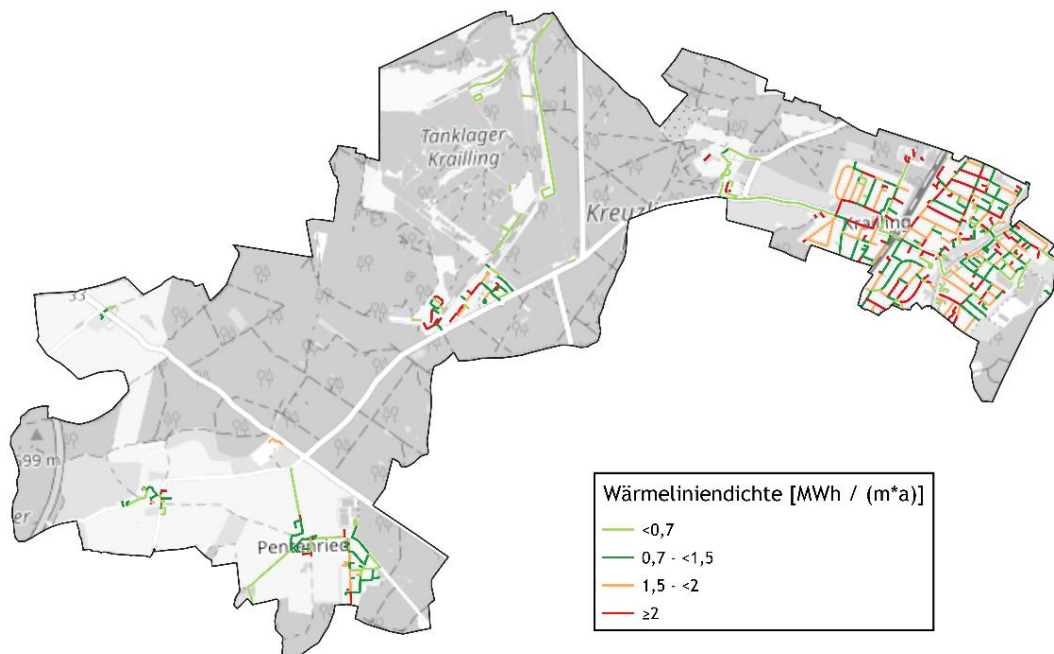 Tanklager
Krailling
Kreuzl
Krailling
33
599 m
er
Pentenried
Wärmeliniendichte [MWh / (m*a)]
<0,7
0,7 - <1,5
1,5 - <2
≥2